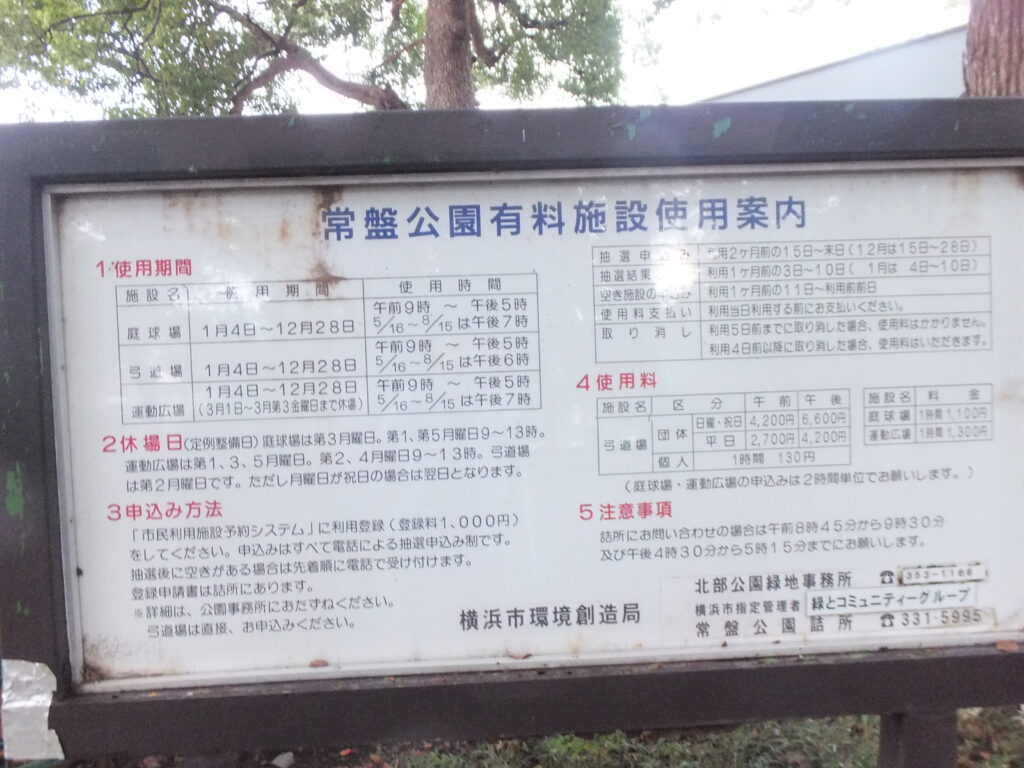 常盤公園有料施設使用案内
1 使用期間
施設名 使用期間 使用時間
庭球場 1月4日～12月28日 午前9時 ～ 午後5時
5/16～8/15は午後7時
弓道場 1月4日～12月28日 午前9時 ～ 午後5時
5/16～8/15は午後6時
運動広場 1月4日～12月28日 午前9時 ～ 午後5時
(3月1日～3月第3金曜日まで休場) 5/16～8/15は午後7時
2 休場日(定例整備日)庭球場は第3月曜日。第1、第5月曜日9～13時。
運動広場は第1、3、5月曜日。第2、4月曜日9～13時。弓道場
は第2月曜日です。ただし月曜日が祝日の場合は翌日となります。
3 申込み方法
「市民利用施設予約システム」に利用登録(登録料1,000円)
をしてください。申込みはすべて電話による抽選申込み制です。
抽選後に空きがある場合は先着順に電話で受け付けます。
登録申請書は詰所にあります。
※詳細は、公園事務所におたずねください。
弓道場は直接、お申込みください。
横浜市環境創造局
抽選申込み 利用2ヶ月前の15日～末日(12月は15日～28日)
抽選結果の 利用1ヶ月前の3日～10日( 1月は 4日～10日)
空き施設の申込み 利用1ヶ月前の11日～利用前前日
使用料支払い 利用当日利用する前にお支払いください。
取り消し 利用5日前までに取り消した場合、使用料はかかりません。
利用4日前以降に取り消した場合、使用料はいただきます。
4 使用料
施設名 区分 午前 午後
弓道場 団体 日曜・祝日 4,200円 6,600円
平日 2,700円 4,200円
個人 1時間 130円
施設名 料金
庭球場 1時間 1,100円
運動広場 1時間 1,300円
(庭球場・運動広場の申込みは2時間単位でお願いします。)
5 注意事項
詰所にお問い合わせの場合は午前8時45分から9時30分
及び午後4時30分から5時15分までにお願いします。
北部公園緑地事務所 ☎353-1166
横浜市指定管理者 緑とコミュニティーグループ
常盤公園詰所 ☎331-5995